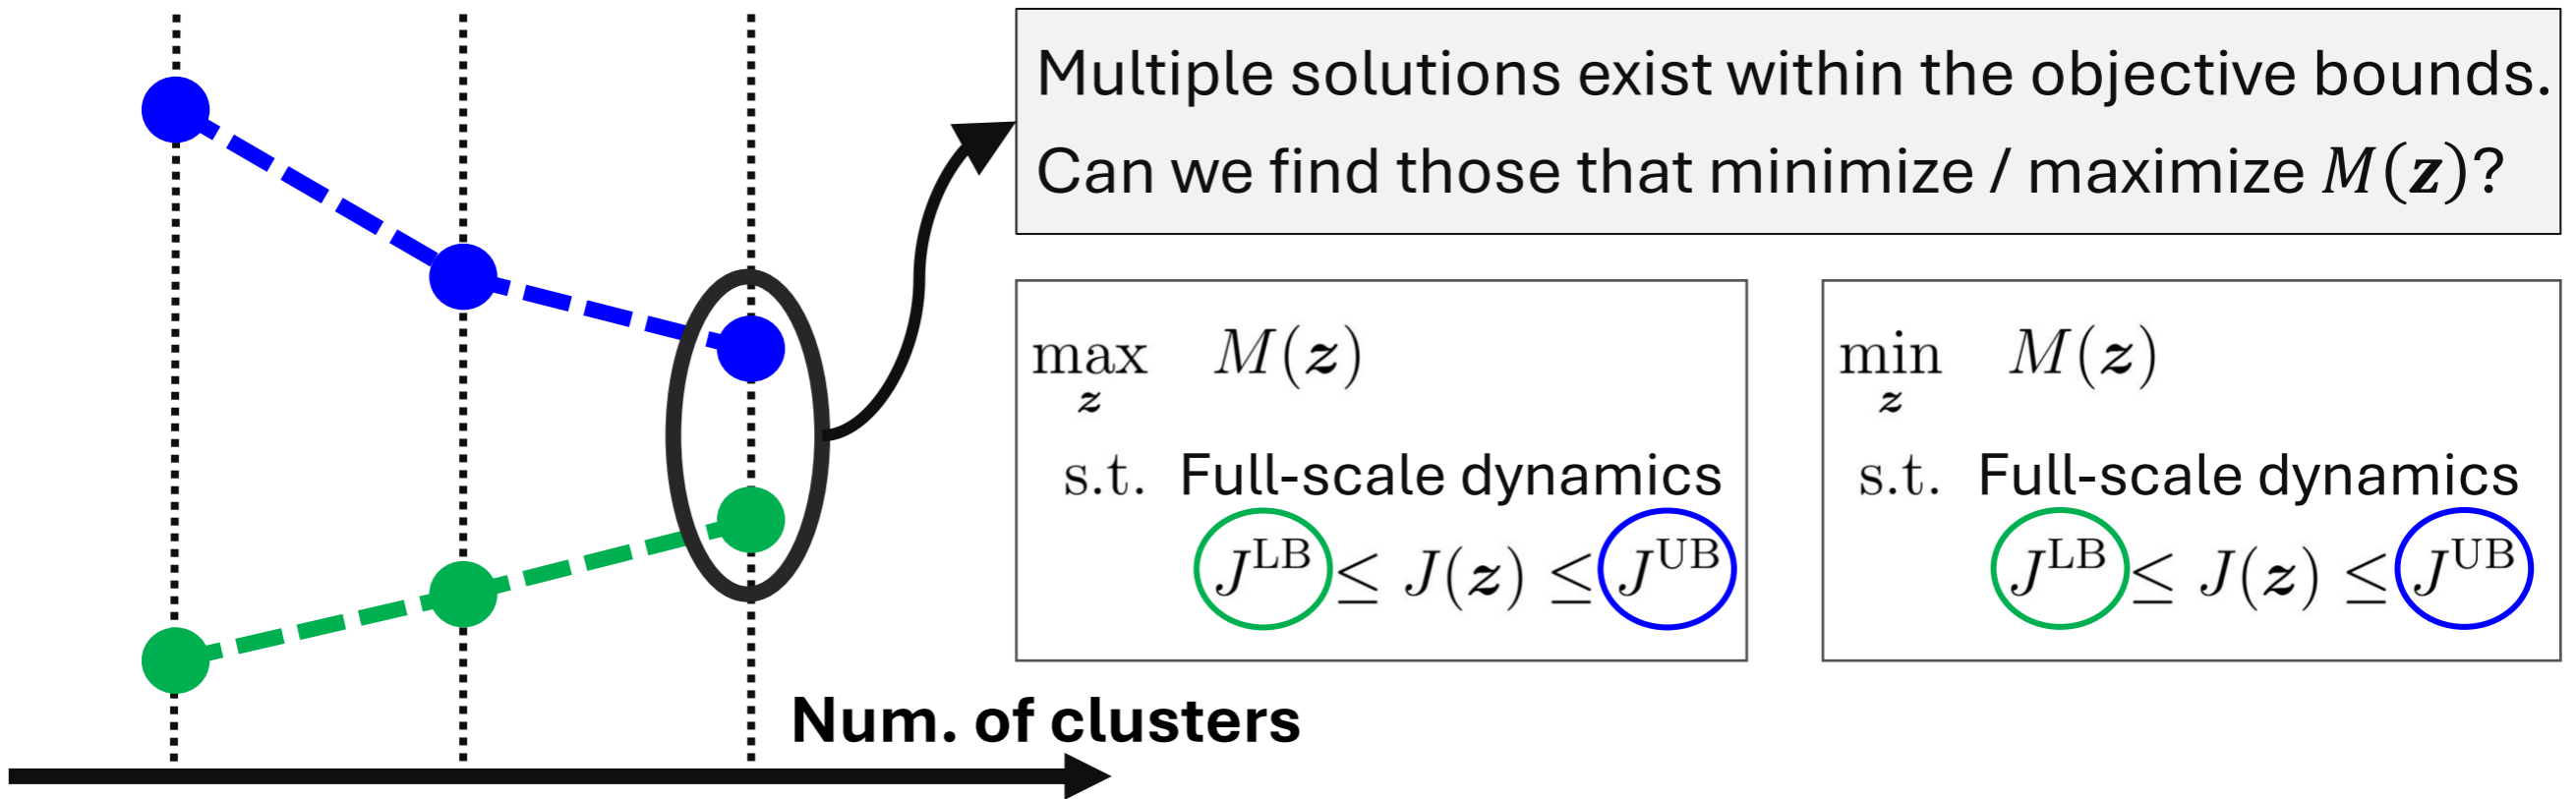 Multiple solutions exist within the objective bounds.
Can we find those that minimize / maximize M(z)?
max M(z)
z
s.t. Full-scale dynamics
J^LB ≤ J(z) ≤ J^UB
min M(z)
z
s.t. Full-scale dynamics
J^LB ≤ J(z) ≤ J^UB
Num. of clusters